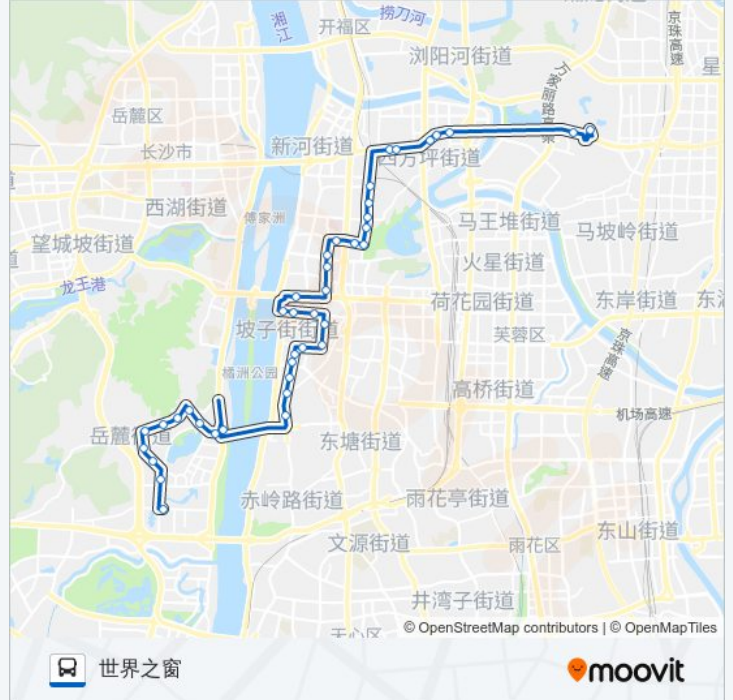 湘江
开福区
捞刀河
京珠高速
浏阳河街道
星
万家丽路高架
岳麓区
新河街道
长沙市
四方坪街道
西湖街道
傅家洲
马王堆街道
马坡岭街道
望城坡街道
火星街道
龙王港
荷花园街道
东岸街道
坡子街街道
芙蓉区
京珠高速
橘洲公园
高桥街道
机场高速
岳麓街道
东塘街道
赤岭路街道
雨花亭街道
东山街道
文源街道
雨花区
井湾子街道
天心区
© OpenStreetMap contributors | © OpenMapTiles
世界之窗
moovit